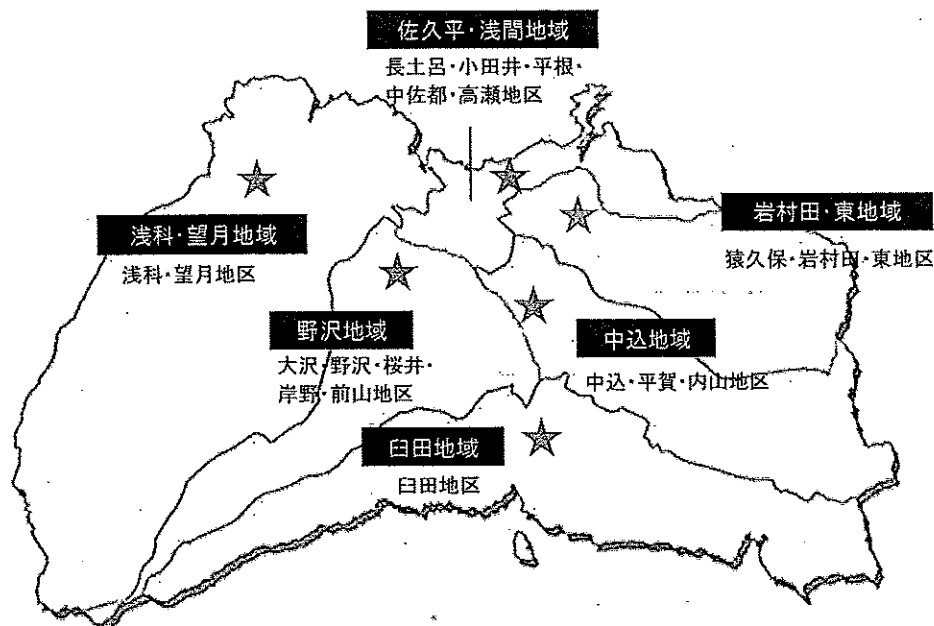 佐久平・浅間地域
長土呂・小田井・平根・
中佐都・高瀬地区
浅科・望月地域
浅科・望月地区
岩村田・東地域
猿久保・岩村田・東地区
野沢地域
大沢・野沢・桜井・
岸野・前山地区
中込地域
中込・平賀・内山地区
臼田地域
臼田地区